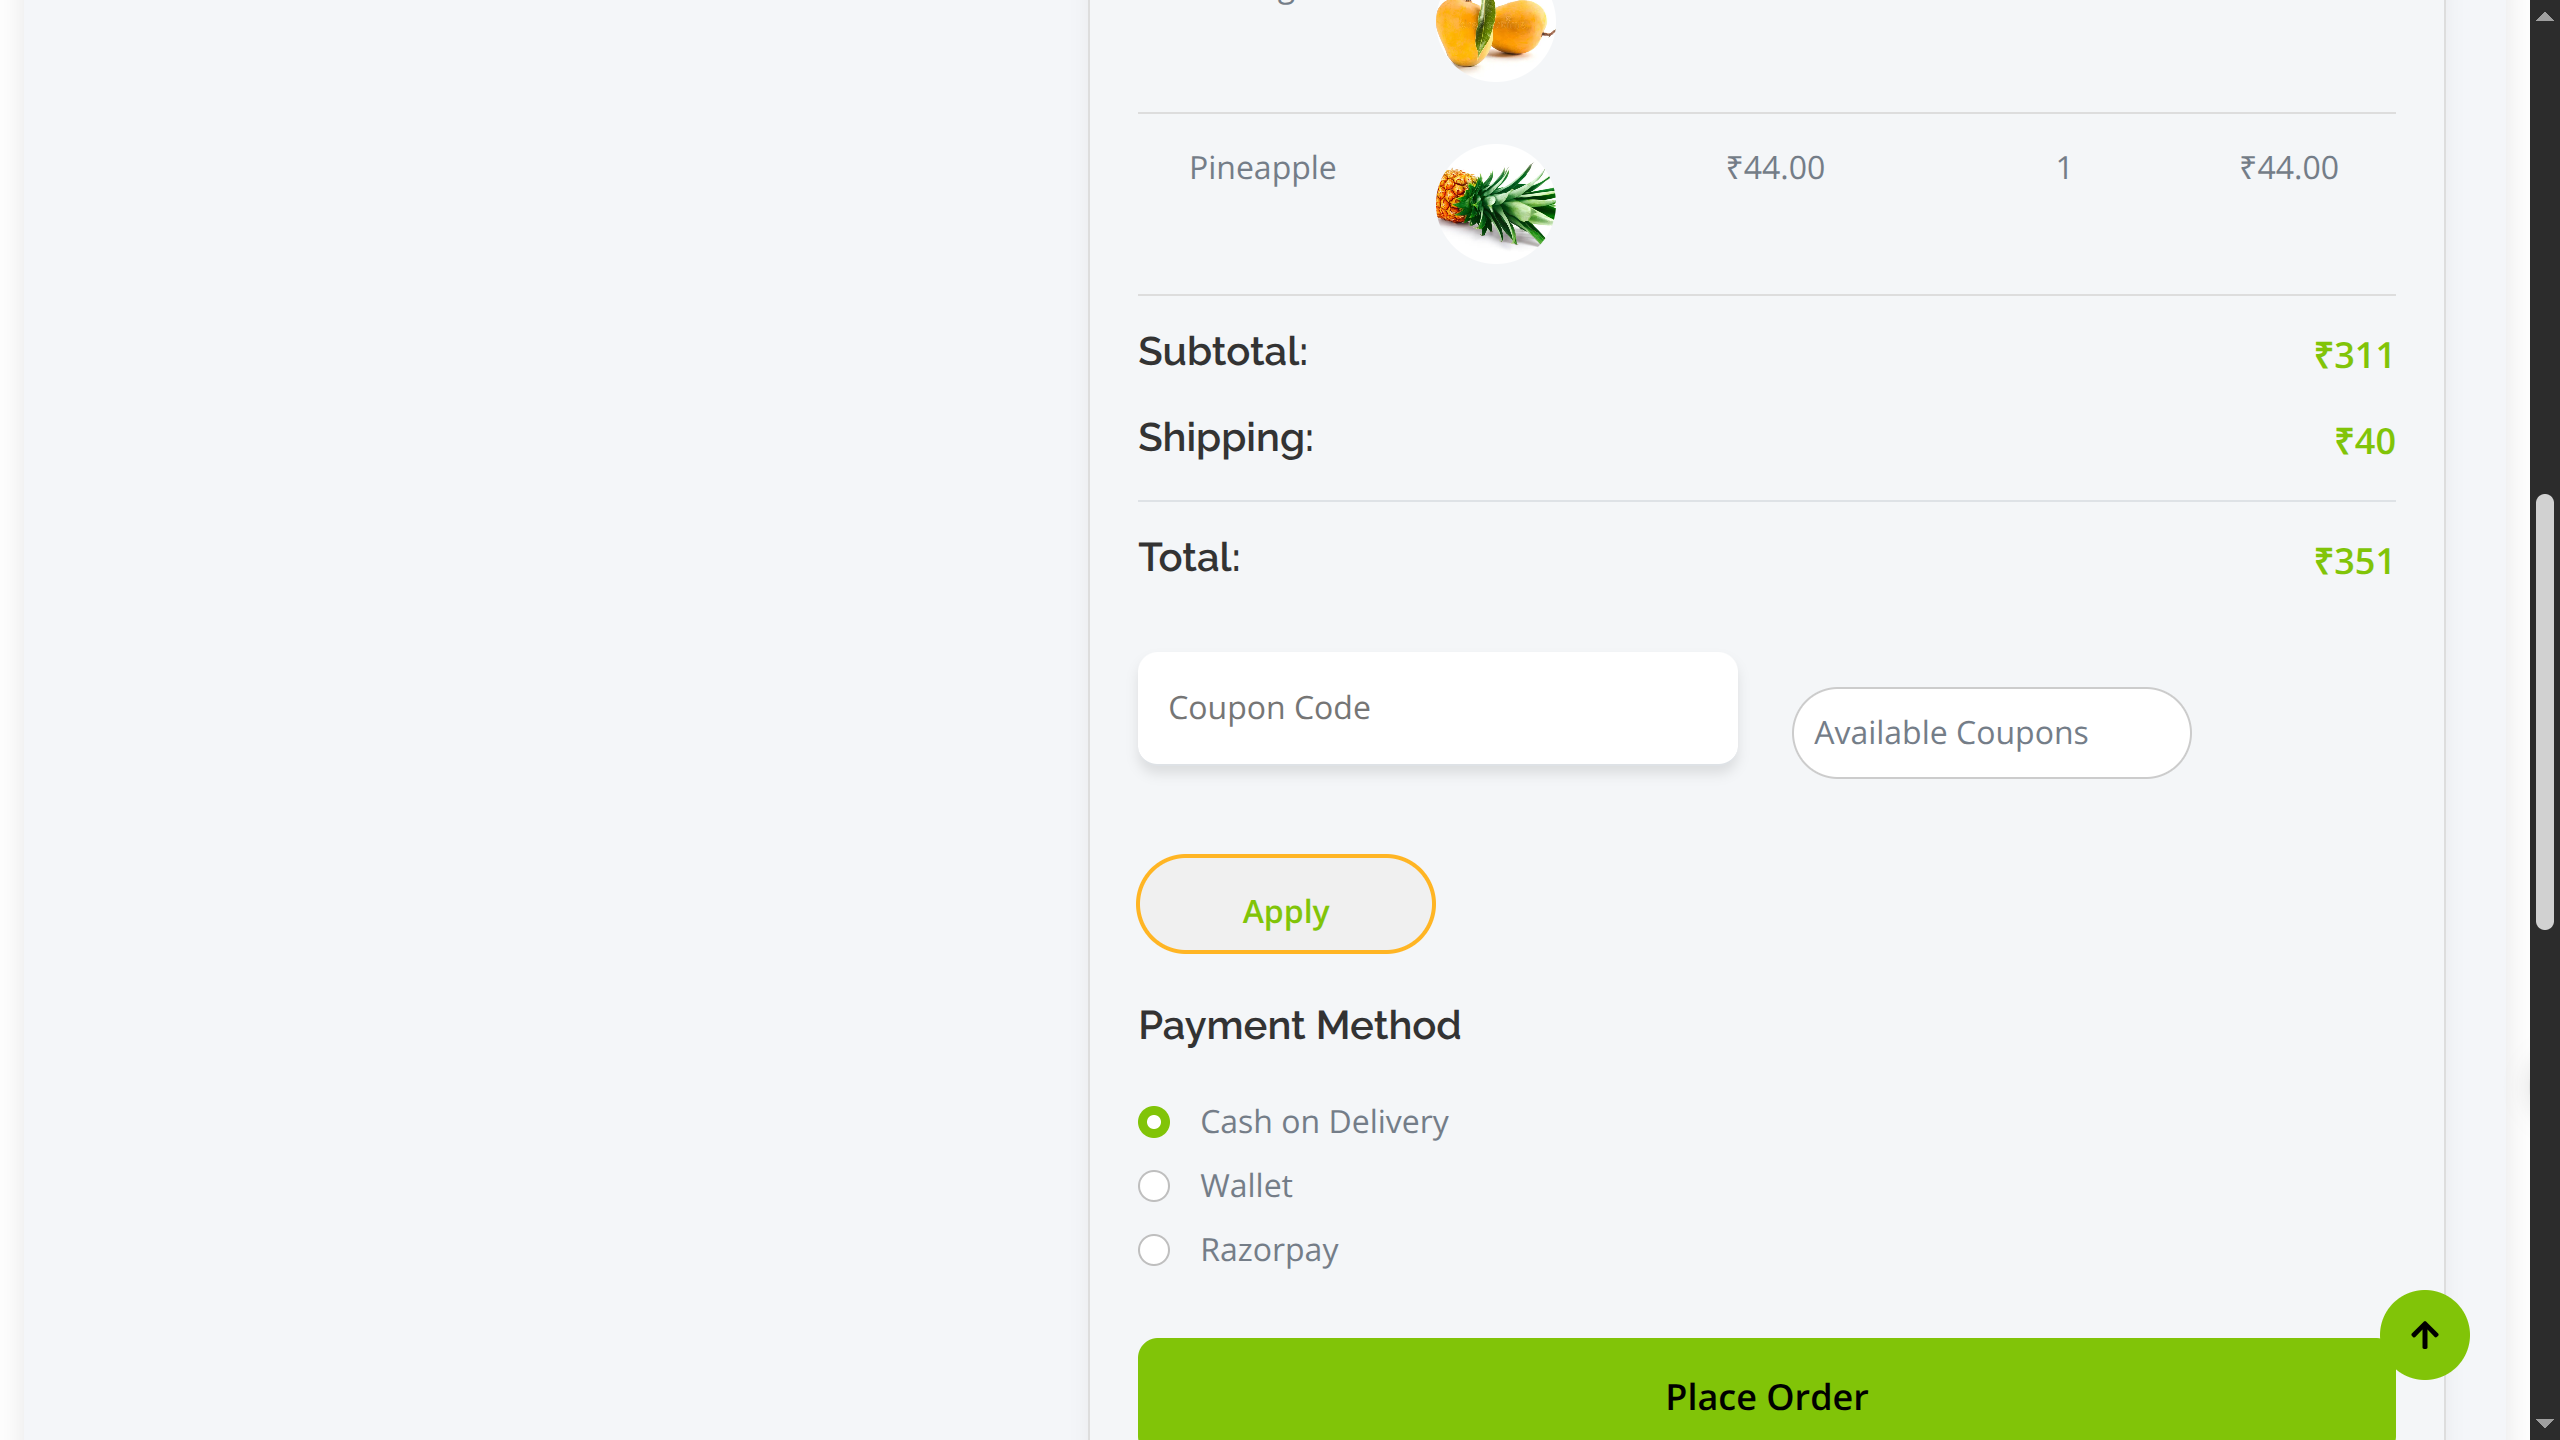 Pineapple ₹44.00 1 ₹44.00
Subtotal: ₹311
Shipping: ₹40
Total: ₹351
Coupon Code
Available Coupons
Apply
Payment Method
Cash on Delivery
Wallet
Razorpay
Place Order